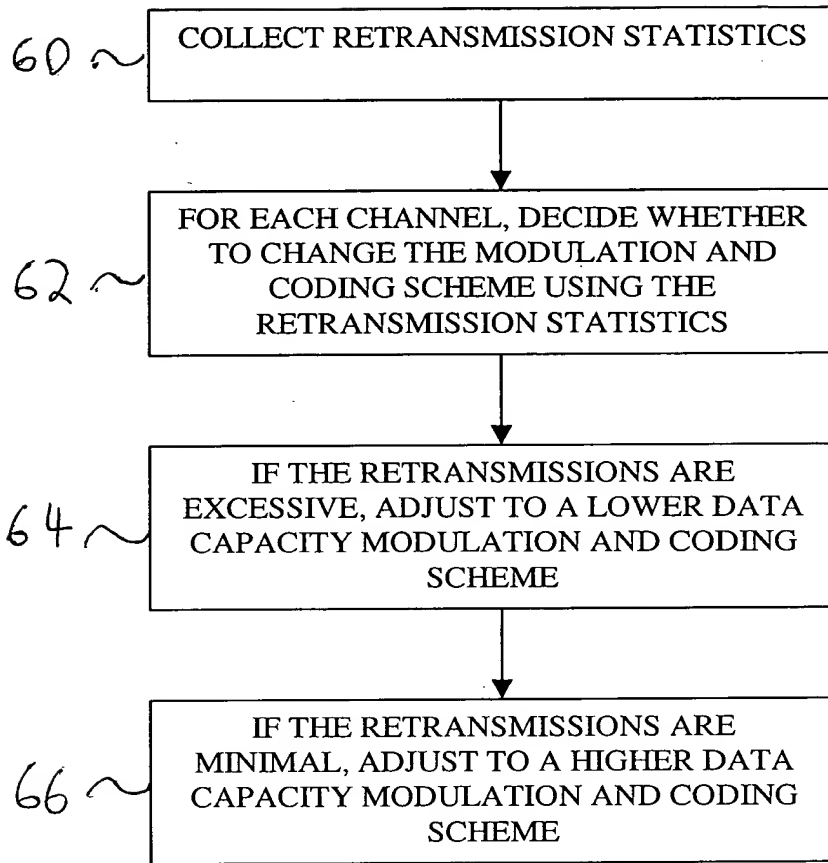 60
COLLECT RETRANSMISSION STATISTICS
62
FOR EACH CHANNEL, DECIDE WHETHER
TO CHANGE THE MODULATION AND
CODING SCHEME USING THE
RETRANSMISSION STATISTICS
64
IF THE RETRANSMISSIONS ARE
EXCESSIVE, ADJUST TO A LOWER DATA
CAPACITY MODULATION AND CODING
SCHEME
66
IF THE RETRANSMISSIONS ARE
MINIMAL, ADJUST TO A HIGHER DATA
CAPACITY MODULATION AND CODING
SCHEME